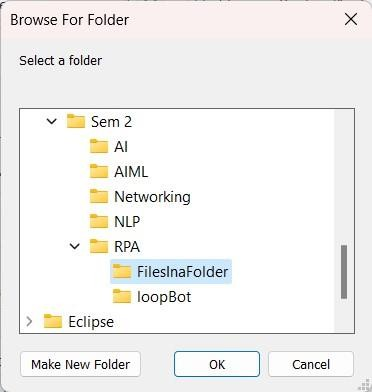 Browse For Folder
Select a folder
Sem 2
AI
AIML
Networking
NLP
RPA
FilesInaFolder
loopBot
Eclipse
Make New Folder
OK
Cancel